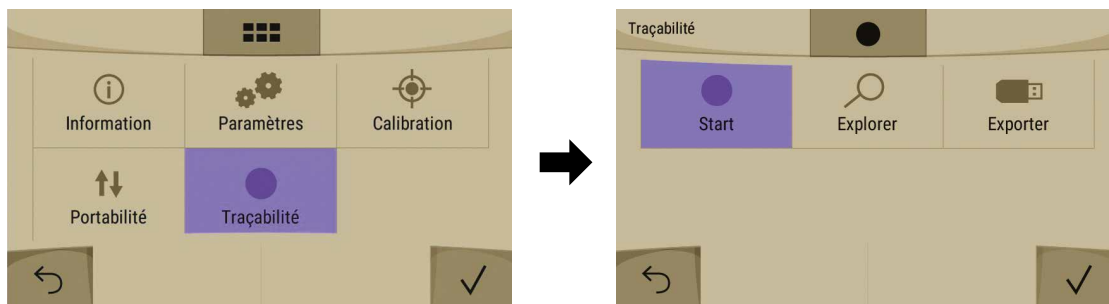 Information
Paramètres
Calibration
Portabilité
Traçabilité
Traçabilité
Start
Explorer
Exporter